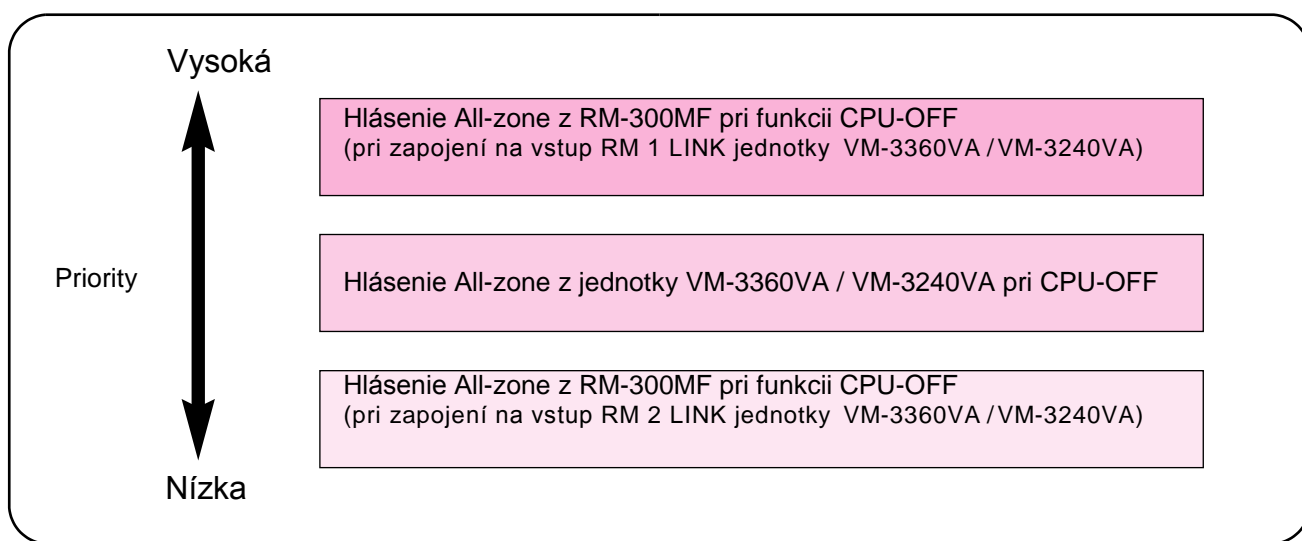 Vysoká
Hlásenie All-zone z RM-300MF pri funkcii CPU-OFF
(pri zapojení na vstup RM 1 LINK jednotky VM-3360VA / VM-3240VA)
Priority
Hlásenie All-zone z jednotky VM-3360VA / VM-3240VA pri CPU-OFF
Hlásenie All-zone z RM-300MF pri funkcii CPU-OFF
(pri zapojení na vstup RM 2 LINK jednotky VM-3360VA / VM-3240VA)
Nízka